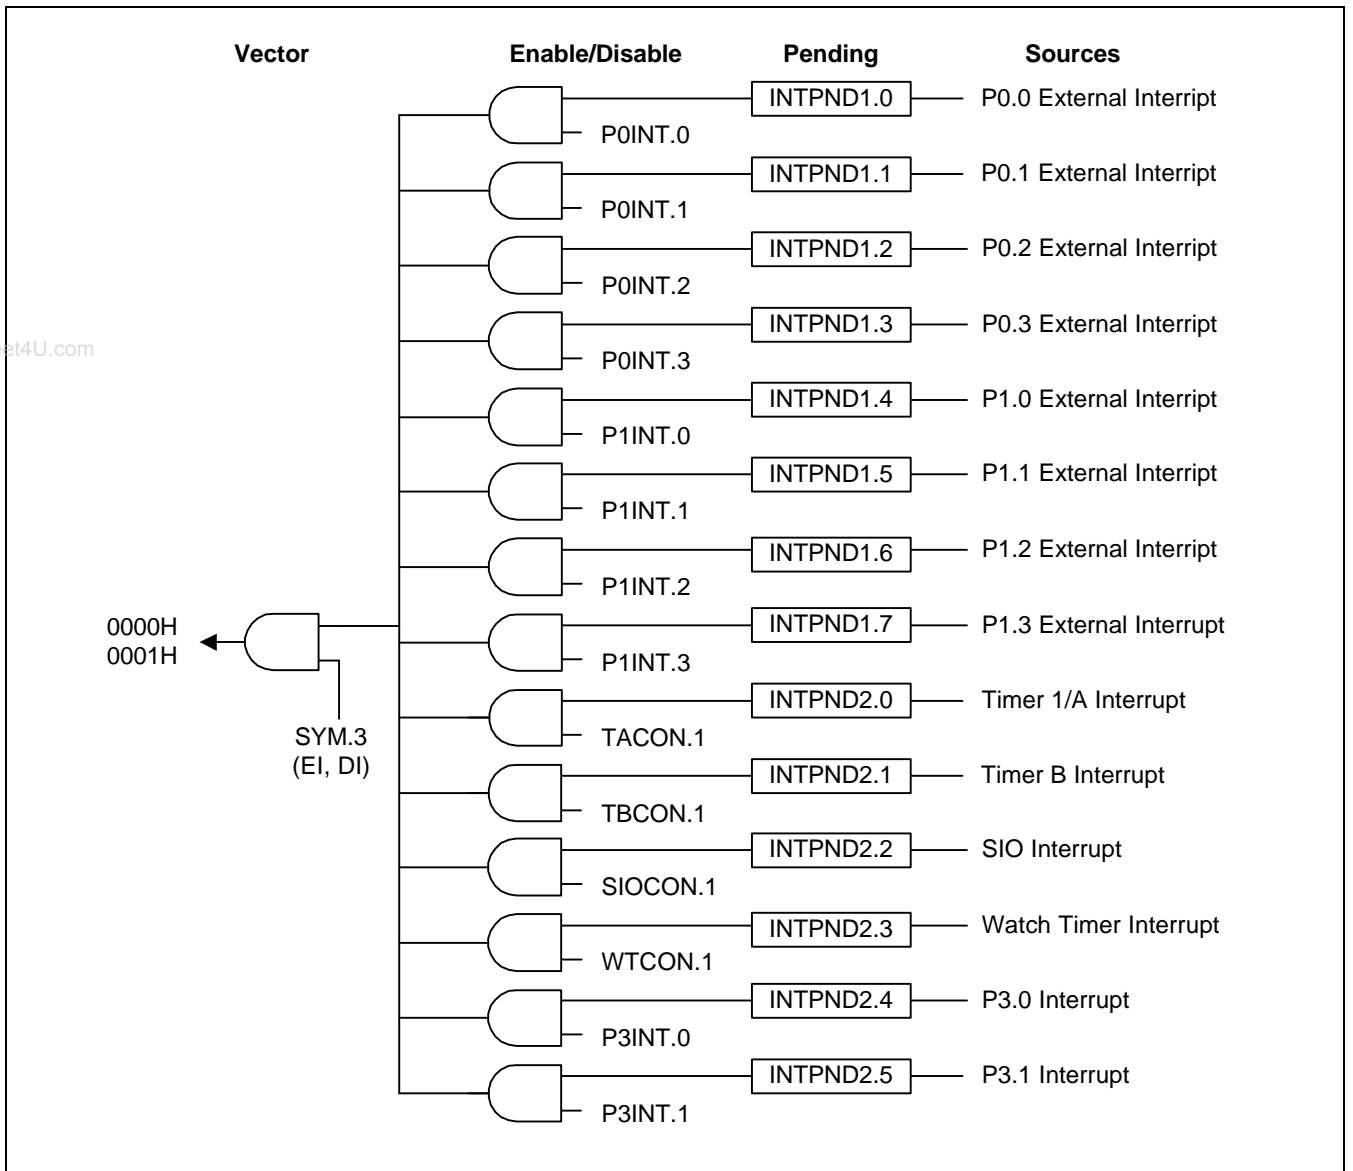 Vector Enable/Disable Pending Sources
INTPND1.0 P0.0 External Interript
P0INT.0
INTPND1.1 P0.1 External Interript
P0INT.1
INTPND1.2 P0.2 External Interript
P0INT.2
INTPND1.3 P0.3 External Interript
et4U.com
P0INT.3
INTPND1.4 P1.0 External Interript
P1INT.0
INTPND1.5 P1.1 External Interript
P1INT.1
INTPND1.6 P1.2 External Interript
P1INT.2
0000H
0001H
INTPND1.7 P1.3 External Interrupt
P1INT.3
SYM.3
(EI, DI)
INTPND2.0 Timer 1/A Interrupt
TACON.1
INTPND2.1 Timer B Interrupt
TBCON.1
INTPND2.2 SIO Interrupt
SIOCON.1
INTPND2.3 Watch Timer Interrupt
WTCON.1
INTPND2.4 P3.0 Interrupt
P3INT.0
INTPND2.5 P3.1 Interrupt
P3INT.1